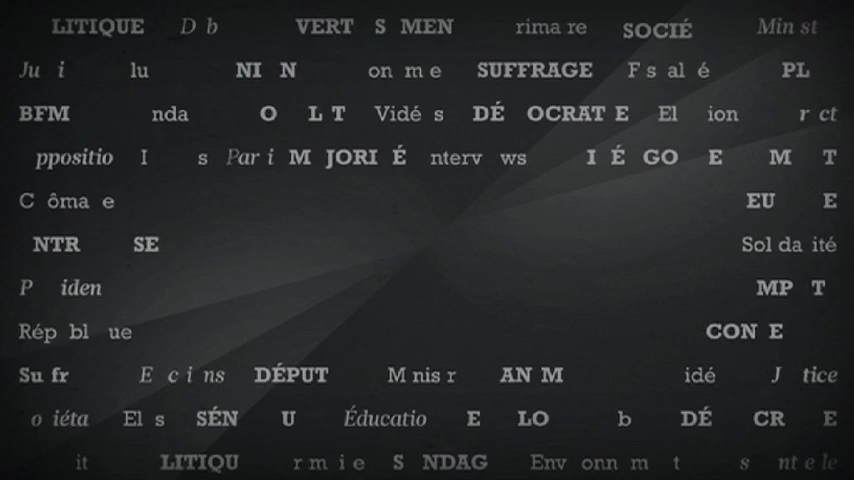 LITIQUE D b VERT S MEN rima re SOCIÉ Min st
Ju i lu NI N on m e SUFFRAGE F s al é PL
BFM nda O L T Vidé s DÉ OCRAT E El ion r ct
ppositio I s Par i M JORI É nterv ws I É GO E M T
C ôma e EU E
NTR SE Sol da ité
P iden MP T
Rép bl ue CON E
Su fr E c i ns DÉPUT M nis r AN M idé J tice
o iéta El s SÉN U Éducatio E LO b DÉ CR E
it LITIQU r m i e S NDAG Env onn m t s nt e le